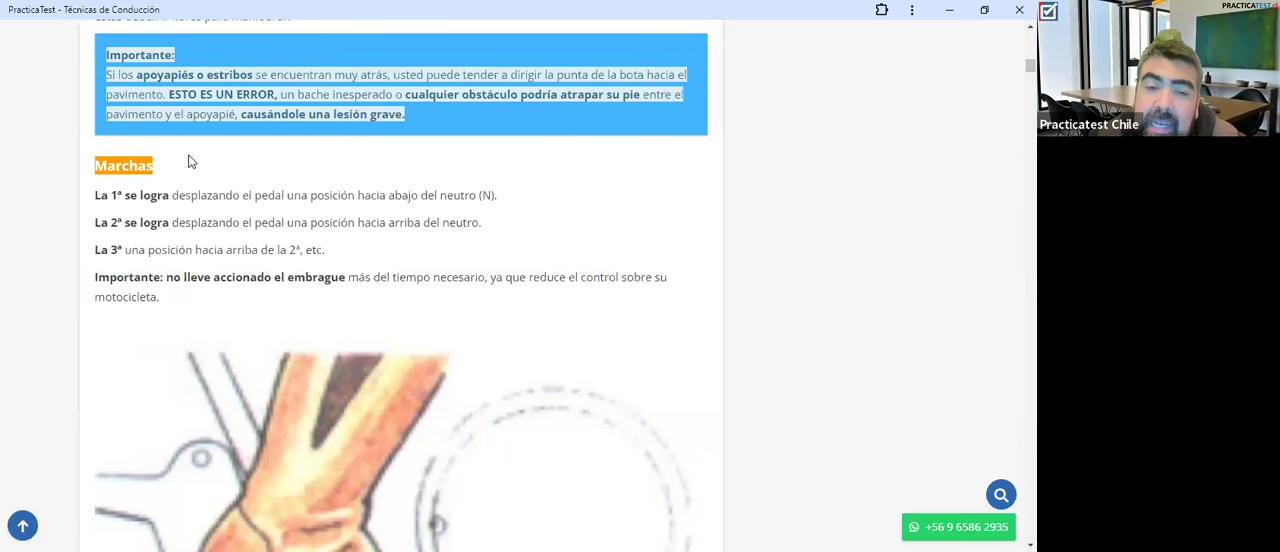 PracticaTest - Técnicas de Conducción
PRACTICATEST
Importante:
Si los apoyapiés o estribos se encuentran muy atrás, usted puede tender a dirigir la punta de la bota hacia el
pavimento. ESTO ES UN ERROR, un bache inesperado o cualquier obstáculo podría atrapar su pie entre el
pavimento y el apoyapié, causándole una lesión grave.
Practicatest Chile
Marchas
La 1ª se logra desplazando el pedal una posición hacia abajo del neutro (N).
La 2ª se logra desplazando el pedal una posición hacia arriba del neutro.
La 3ª una posición hacia arriba de la 2ª, etc.
Importante: no lleve accionado el embrague más del tiempo necesario, ya que reduce el control sobre su
motocicleta.
+56 9 6586 2935